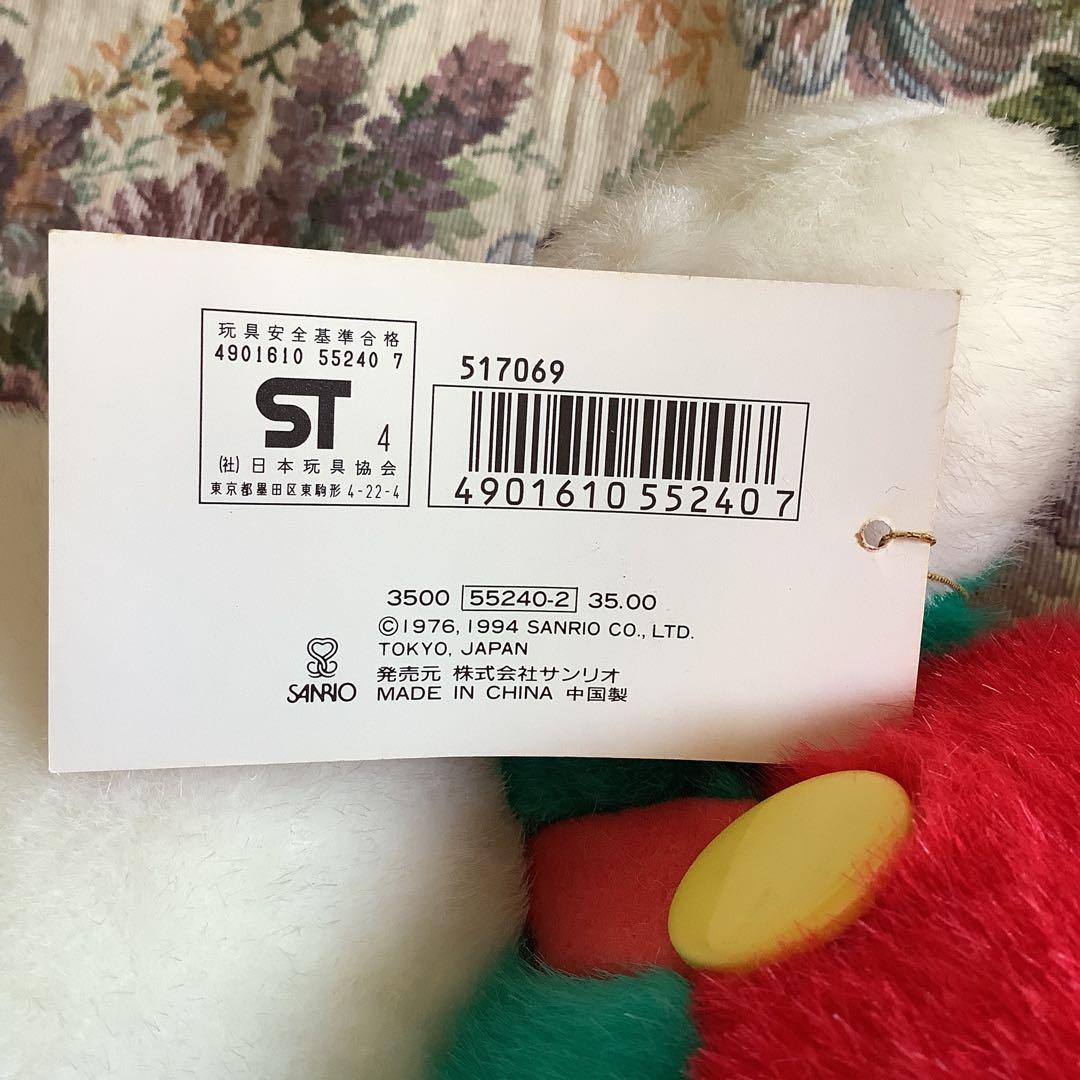 玩具安全基準合格
4901610 55240 7
ST 4
(社)日本玩具協会
東京都墨田区東駒形4-22-4
517069
4901610 55240 7
3500 55240-2 35.00
©1976, 1994 SANRIO CO., LTD.
TOKYO, JAPAN
発売元 株式会社サンリオ
MADE IN CHINA 中国製
SANRIO